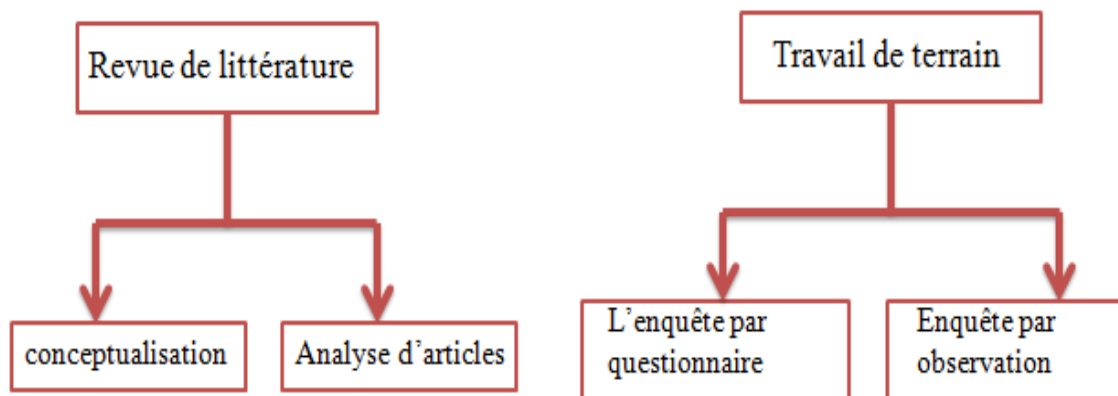 Revue de littérature
Travail de terrain
conceptualisation
Analyse d'articles
L'enquête par
questionnaire
Enquête par
observation